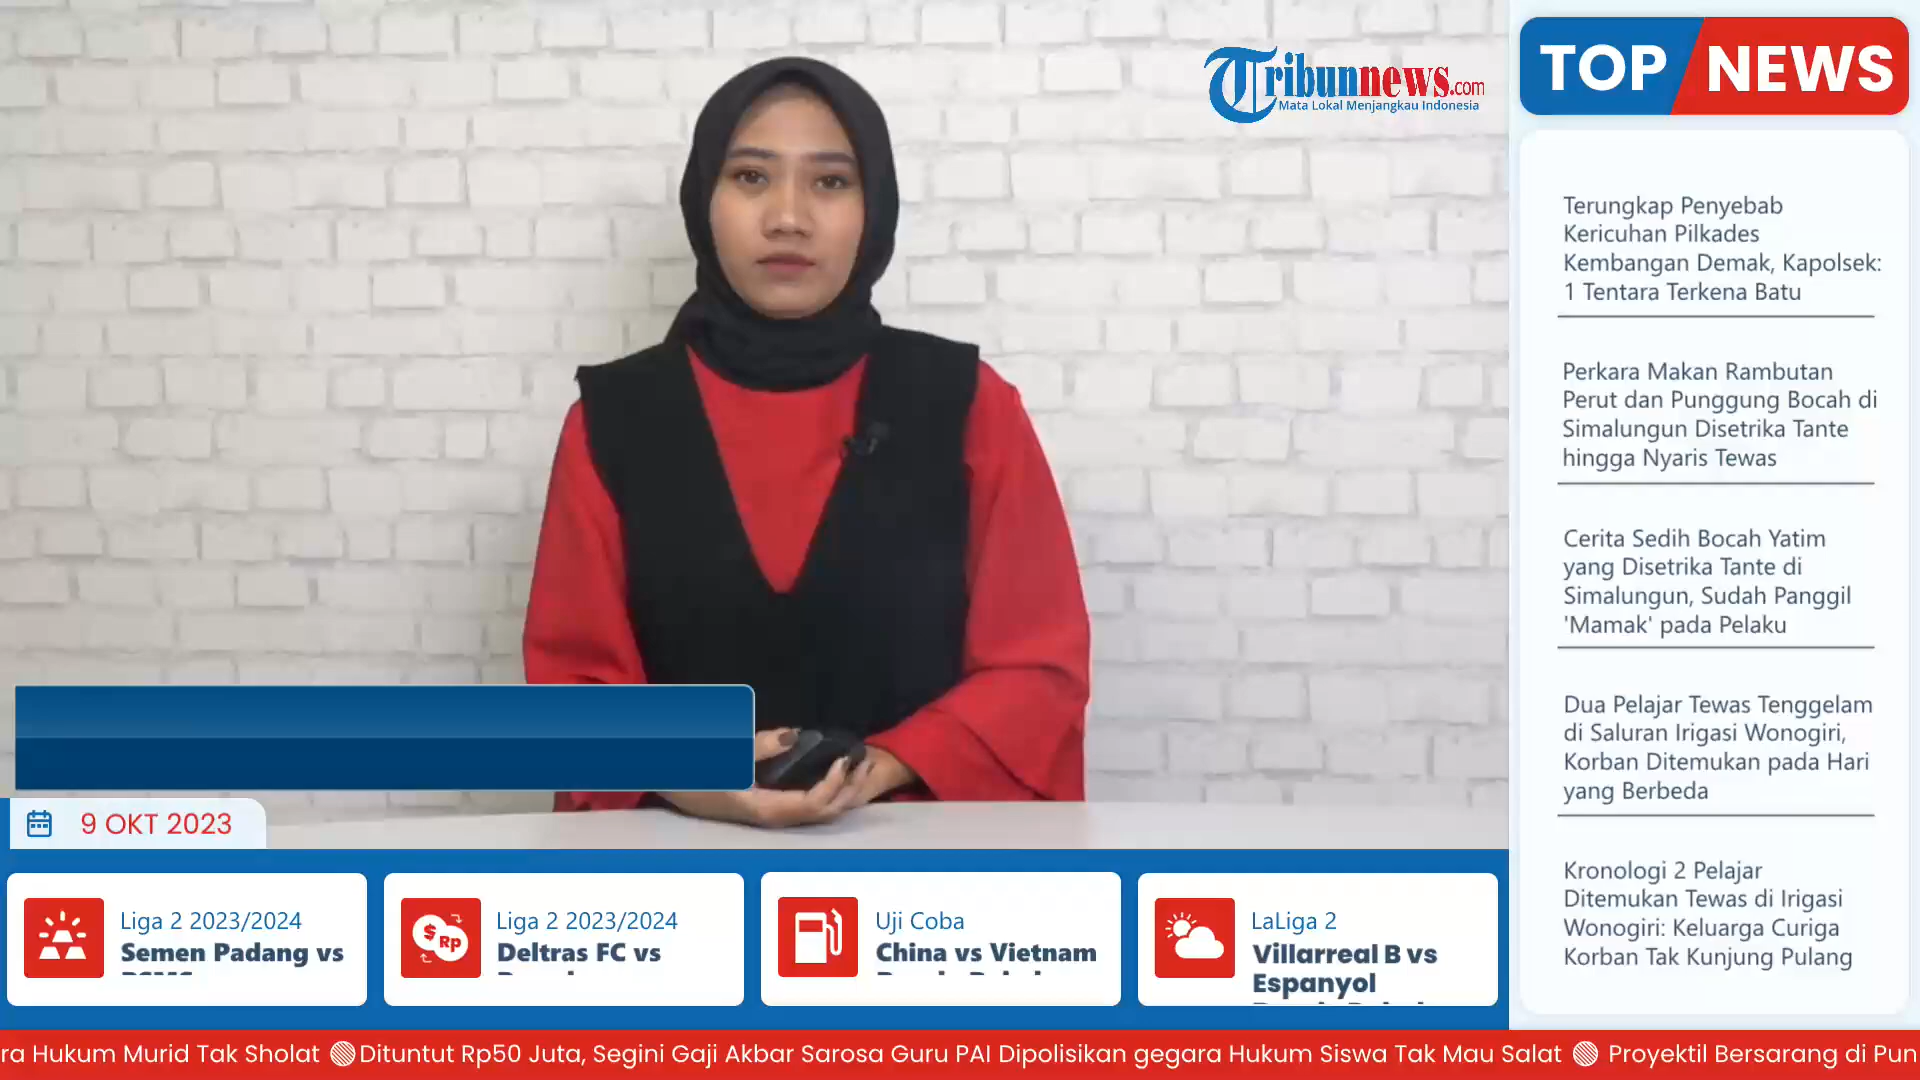 Tribunnews.com
Mata Lokal Menjangkau Indonesia
TOP NEWS
Terungkap Penyebab
Kericuhan Pilkades
Kembangan Demak, Kapolsek:
1 Tentara Terkena Batu
Perkara Makan Rambutan
Perut dan Punggung Bocah di
Simalungun Disetrika Tante
hingga Nyaris Tewas
Cerita Sedih Bocah Yatim
yang Disetrika Tante di
Simalungun, Sudah Panggil
'Mamak' pada Pelaku
Dua Pelajar Tewas Tenggelam
di Saluran Irigasi Wonogiri,
Korban Ditemukan pada Hari
yang Berbeda
Kronologi 2 Pelajar
Ditemukan Tewas di Irigasi
Wonogiri: Keluarga Curiga
Korban Tak Kunjung Pulang
9 OKT 2023
Liga 2 2023/2024
Semen Padang vs
Liga 2 2023/2024
Deltras FC vs
$ Rp
Uji Coba
China vs Vietnam
LaLiga 2
Villarreal B vs
Espanyol
ra Hukum Murid Tak Sholat Dituntut Rp50 Juta, Segini Gaji Akbar Sarosa Guru PAI Dipolisikan gegara Hukum Siswa Tak Mau Salat Proyektil Bersarang di Pun